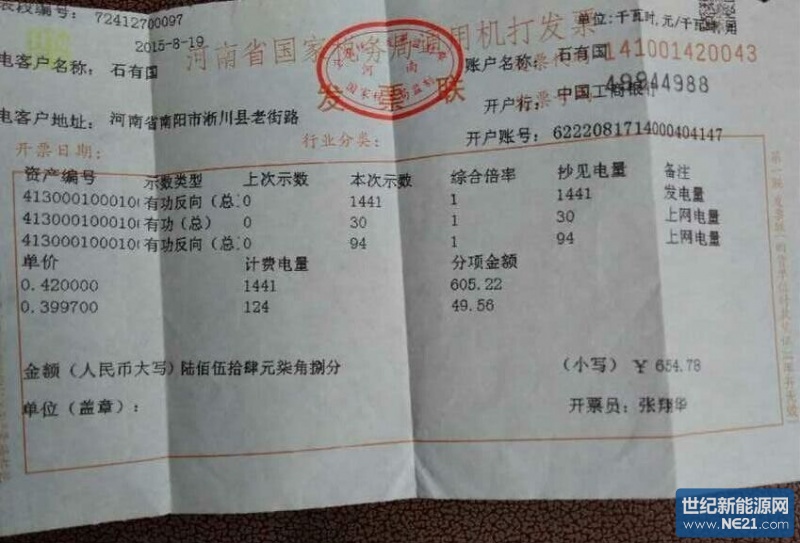 编号: 72412700097
2015-8-19
河南省国家税务局通用机打发票
单位:千瓦时,元/千瓦时,
141001420043
电客户名称: 石有国
账户名称: 石有国
发票联
49944988
河南
开户行: 中国工商银行
电客户地址: 河南省南阳市淅川县老街路
开户账号: 6222081714000404147
开票日期:
行业分类:
资产编号 示数类型 上次示数 本次示数 综合倍率 抄见电量 备注
413000100010 有功反向(总 0 1441 1 1441 发电量
413000100010 有功(总) 0 30 1 30 上网电量
413000100010 有功反向(总 0 94 1 94 上网电量
单价 计费电量 分项金额
0.420000 1441 605.22
0.399700 124 49.56
金额(人民币大写)陆佰伍拾肆元柒角捌分 (小写) ¥ 654.78
单位(盖章): 开票员: 张翔华
世纪新能源网
www.NE21.com